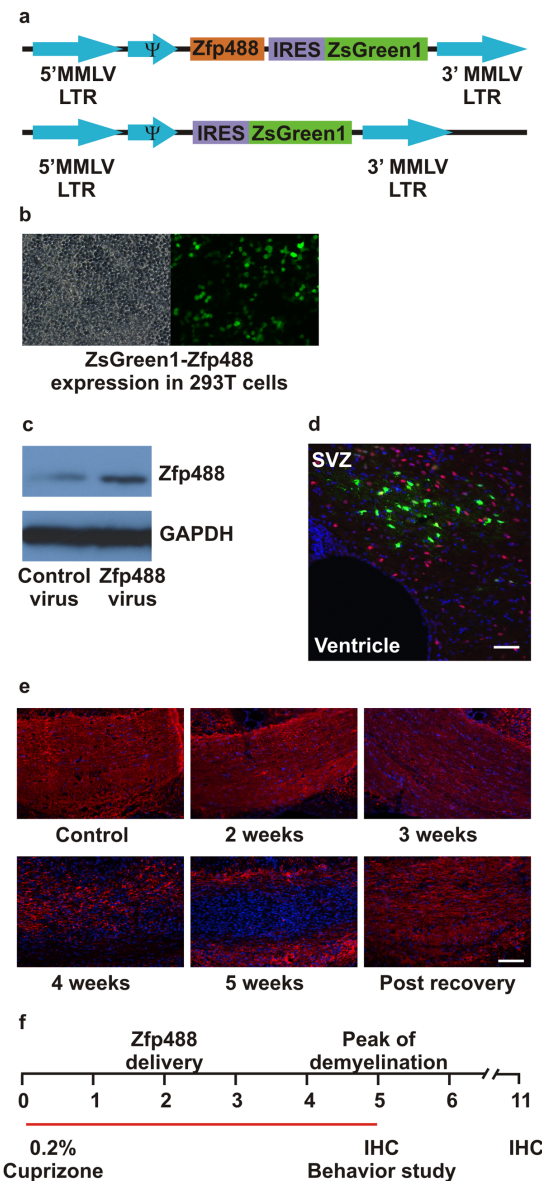 a
Ψ Zfp488 IRES ZsGreen1
5'MMLV
LTR
3' MMLV
LTR
Ψ IRES ZsGreen1
5'MMLV
LTR
3' MMLV
LTR
b
ZsGreen1-Zfp488
expression in 293T cells
c
Zfp488
GAPDH
Control
virus
Zfp488
virus
d
SVZ
Ventricle
e
Control
2 weeks
3 weeks
4 weeks
5 weeks
Post recovery
f
Zfp488
delivery
Peak of
demyelination
0 1 2 3 4 5 6 11
0.2%
Cuprizone
IHC
Behavior study
IHC